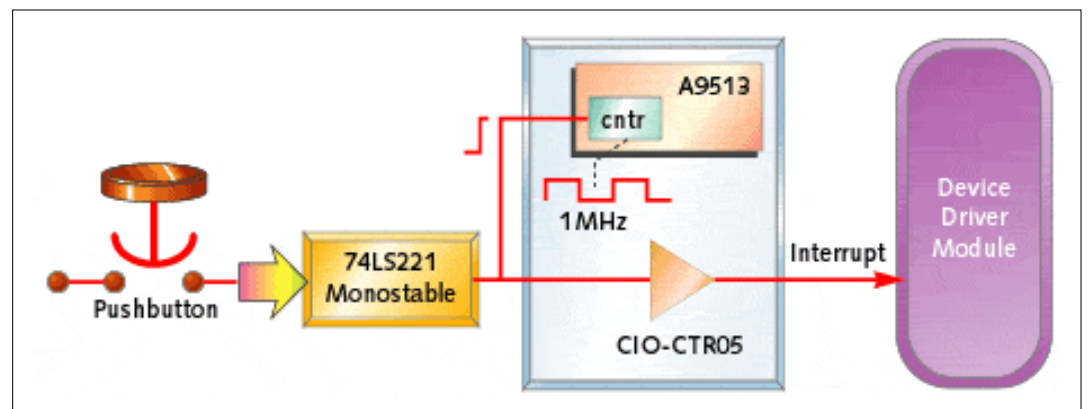 A9513
cntr
1MHz
Pushbutton
74LS221
Monostable
CIO-CTR05
Interrupt
Device
Driver
Module